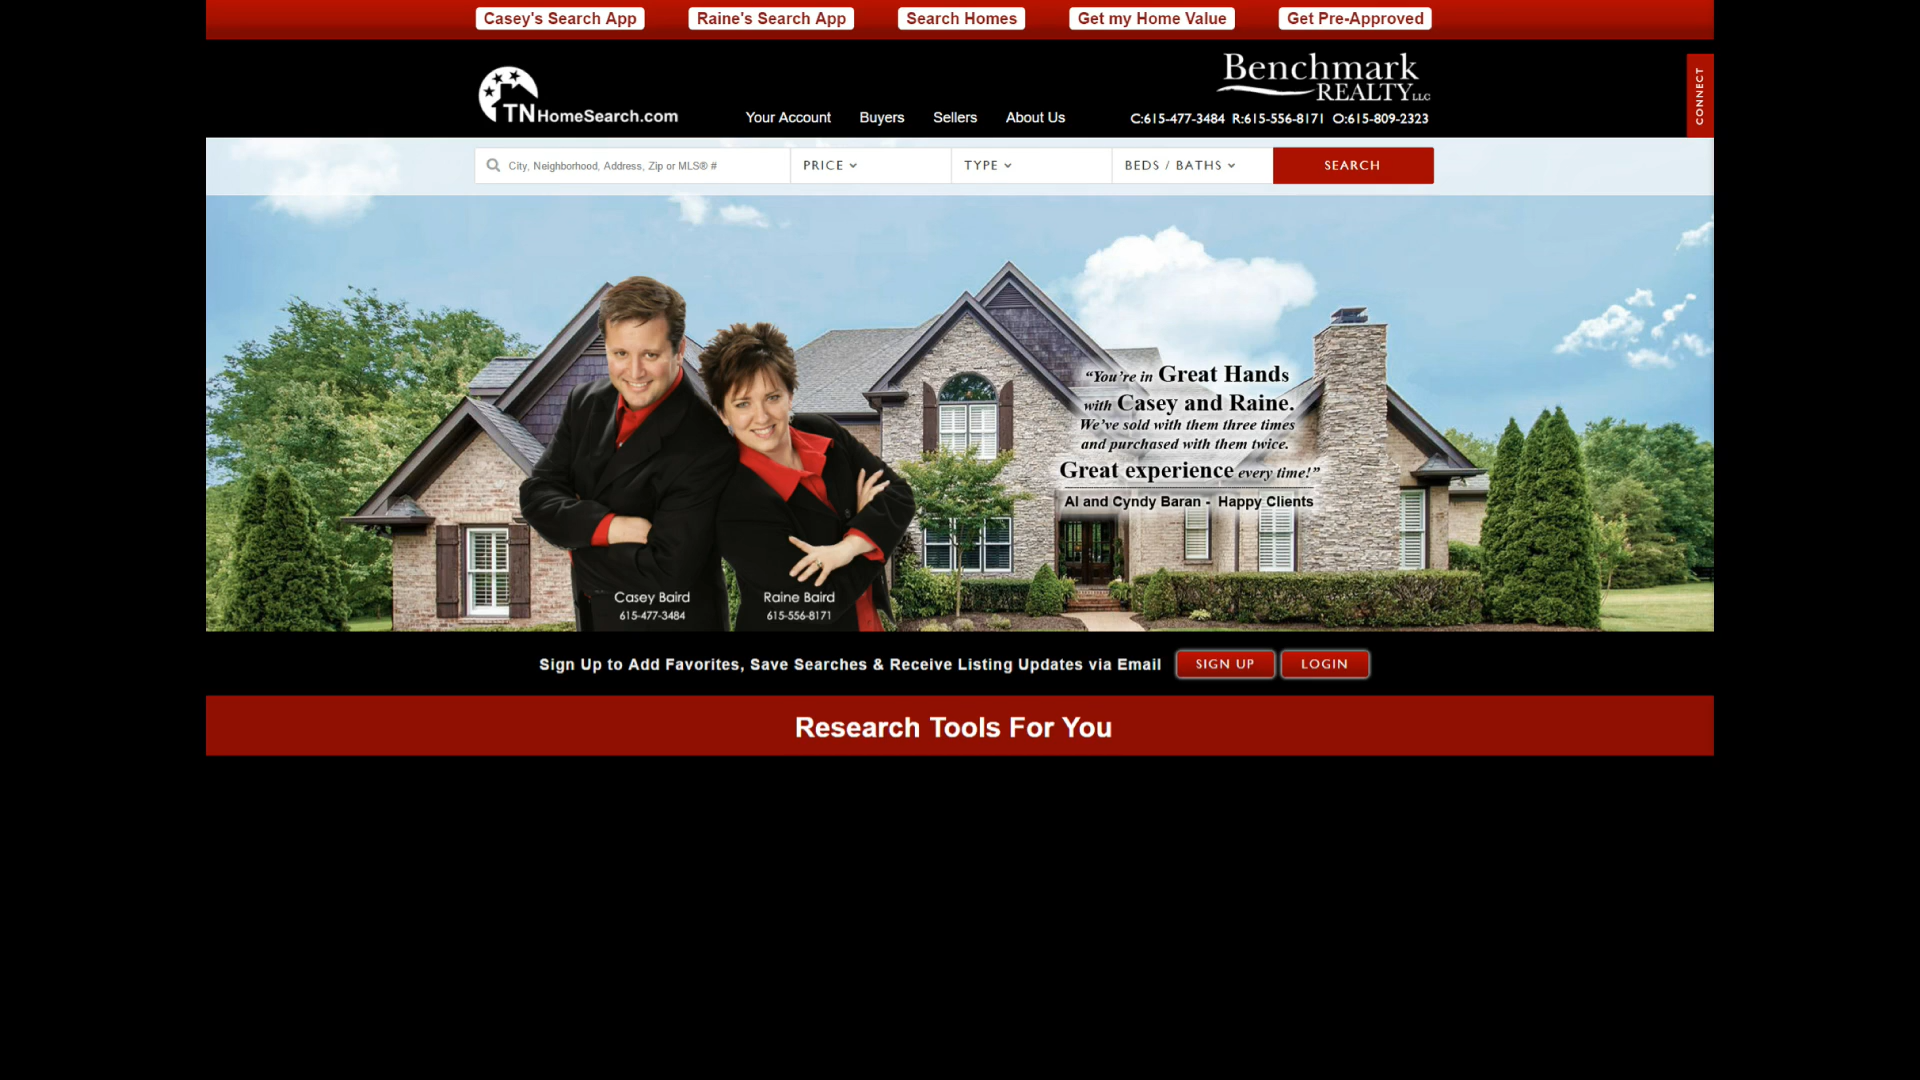 Casey's Search App
Raine's Search App
Search Homes
Get my Home Value
Get Pre-Approved
TNHomeSearch.com
Your Account
Buyers
Sellers
About Us
Benchmark
REALTY LLC
C:615-477-3484 R:615-556-8171 O:615-809-2323
CONNECT
City, Neighborhood, Address, Zip or MLS® #
PRICE
TYPE
BEDS / BATHS
SEARCH
“You’re in Great Hands
with Casey and Raine.
We’ve sold with them three times
and purchased with them twice.
Great experience every time!”
Al and Cyndy Baran - Happy Clients
Casey Baird
615-477-3484
Raine Baird
615-556-8171
Sign Up to Add Favorites, Save Searches & Receive Listing Updates via Email
SIGN UP
LOGIN
Research Tools For You